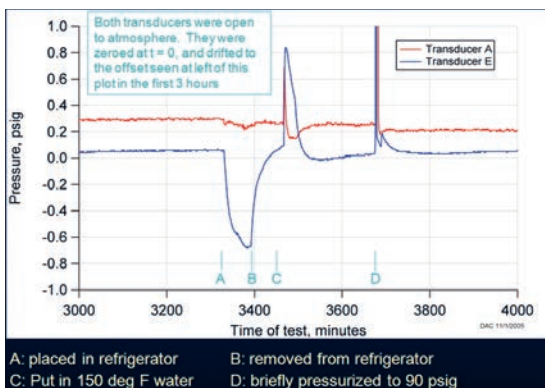 Both transducers were open
to atmosphere. They were
zeroed at t = 0, and drifted to
the offset seen at left of this
plot in the first 3 hours
Transducer A
Transducer E
Pressure, psig
1.0
0.8
0.6
0.4
0.2
0.0
-0.2
-0.4
-0.6
-0.8
-1.0
A B C D
3000 3200 3400 3600 3800 4000
Time of test, minutes
DAC 11/1/2005
A: placed in refrigerator B: removed from refrigerator
C: Put in 150 deg F water D: briefly pressurized to 90 psig